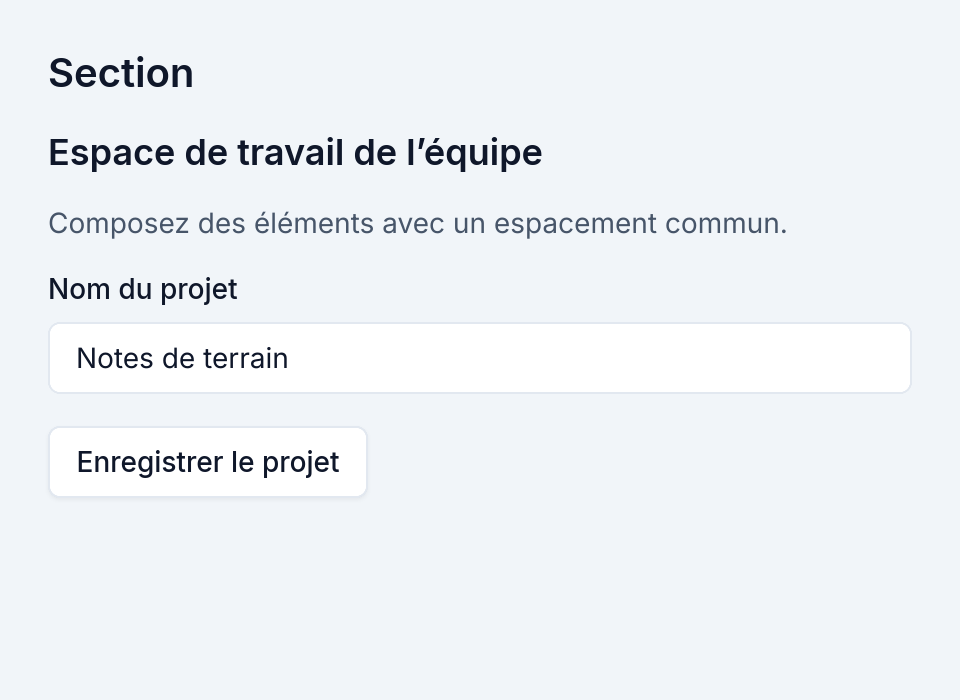 Section
Espace de travail de l’équipe
Composez des éléments avec un espacement commun.
Nom du projet
Notes de terrain
Enregistrer le projet